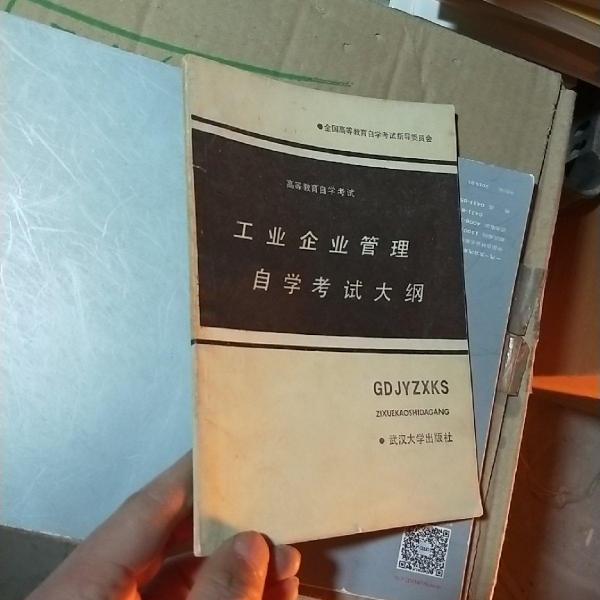 ●全国高等教育自学考试指导委员会
高等教育自学考试
工业企业管理
自学考试大纲
GDJYZXKS
ZIXUEKAOSHIDAGANG
●武汉大学出版社